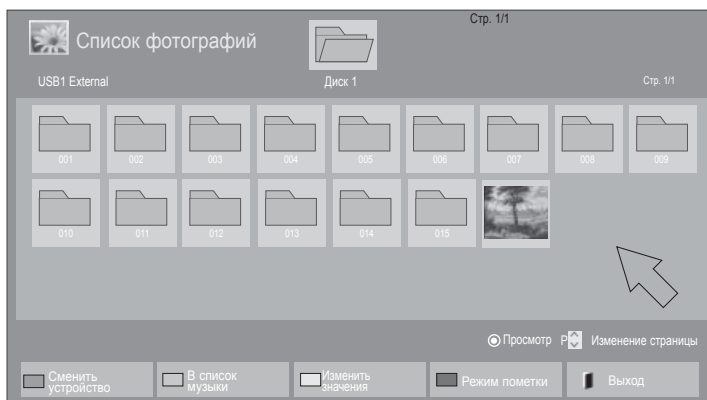 Стр. 1/1
Список фотографий
USB1 External
Диск 1
Стр. 1/1
001 002 003 004 005 006 007 008 009
010 011 012 013 014 015
Просмотр P Изменение страницы
Сменить устройство
В список музыки
Изменить значения
Режим пометки
Выход